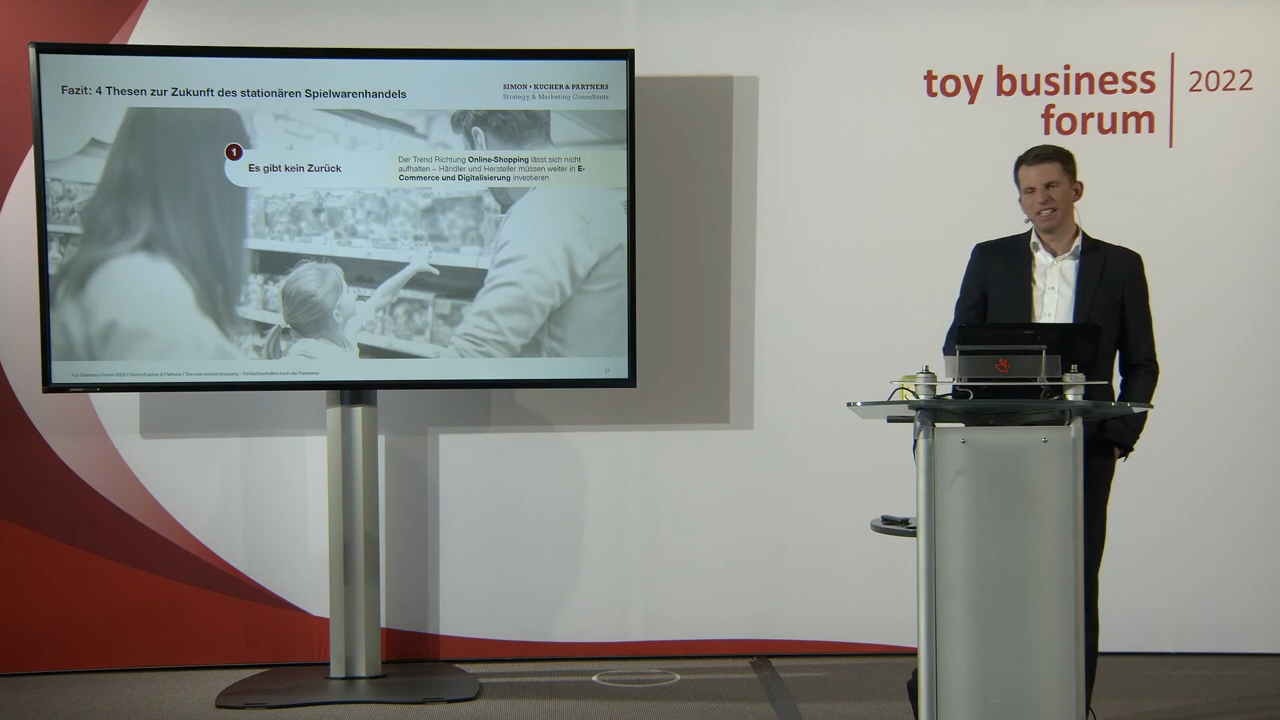 Fazit: 4 Thesen zur Zukunft des stationären Spielwarenhandels
SIMON • KUCHER & PARTNERS
Strategy & Marketing Consultants
1
Es gibt kein Zurück
Der Trend Richtung Online-Shopping lässt sich nicht
aufhalten – Händler und Hersteller müssen weiter in E-
Commerce und Digitalisierung investieren
toy business
forum
2022